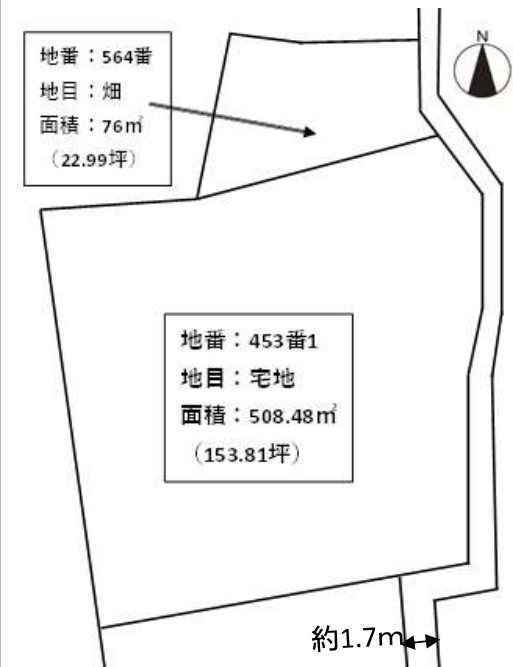 地番：564番
地目：畑
面積：76㎡
（22.99坪）
N
地番：453番1
地目：宅地
面積：508.48㎡
（153.81坪）
約1.7m